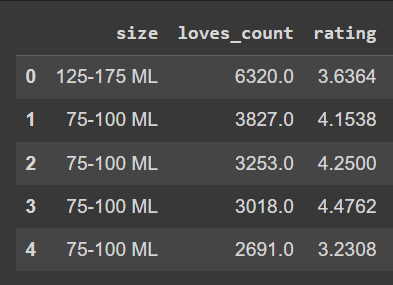 size loves_count rating
0 125-175 ML 6320.0 3.6364
1 75-100 ML 3827.0 4.1538
2 75-100 ML 3253.0 4.2500
3 75-100 ML 3018.0 4.4762
4 75-100 ML 2691.0 3.2308